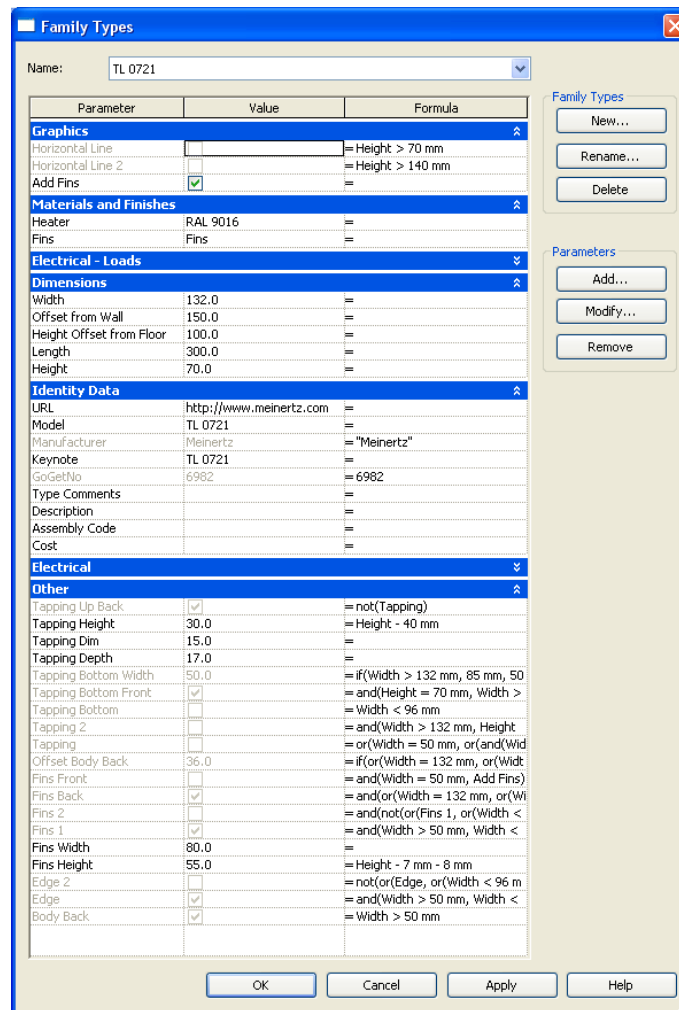 Family Types
Name: TL 0721
Parameter Value Formula
Graphics
Horizontal Line = Height > 70 mm
Horizontal Line 2 = Height > 140 mm
Add Fins =
Materials and Finishes
Heater RAL 9016 =
Fins Fins =
Electrical - Loads
Dimensions
Width 132.0 =
Offset from Wall 150.0 =
Height Offset from Floor 100.0 =
Length 300.0 =
Height 70.0 =
Identity Data
URL http://www.meinertz.com =
Model TL 0721 =
Manufacturer Meinertz = "Meinertz"
Keynote TL 0721 =
GoGetNo 6982 = 6982
Type Comments =
Description =
Assembly Code =
Cost =
Electrical
Other
Tapping Up Back = not(Tapping)
Tapping Height 30.0 = Height - 40 mm
Tapping Dim 15.0 =
Tapping Depth 17.0 =
Tapping Bottom Width 50.0 = if(Width > 132 mm, 85 mm, 50
Tapping Bottom Front = and(Height = 70 mm, Width >
Tapping Bottom = Width < 96 mm
Tapping 2 = and(Width > 132 mm, Height
Tapping = or(Width = 50 mm, or(and(Wid
Offset Body Back 36.0 = if(or(Width = 132 mm, or(Widt
Fins Front = and(Width = 50 mm, Add Fins)
Fins Back = and(or(Width = 132 mm, or(Wi
Fins 2 = and(not(or(Fins 1, or(Width <
Fins 1 = and(Width > 50 mm, Width <
Fins Width 80.0 =
Fins Height 55.0 = Height - 7 mm - 8 mm
Edge 2 = not(or(Edge, or(Width < 96 m
Edge = and(Width > 50 mm, Width <
Body Back = Width > 50 mm
Family Types
New...
Rename...
Delete
Parameters
Add...
Modify...
Remove
OK Cancel Apply Help